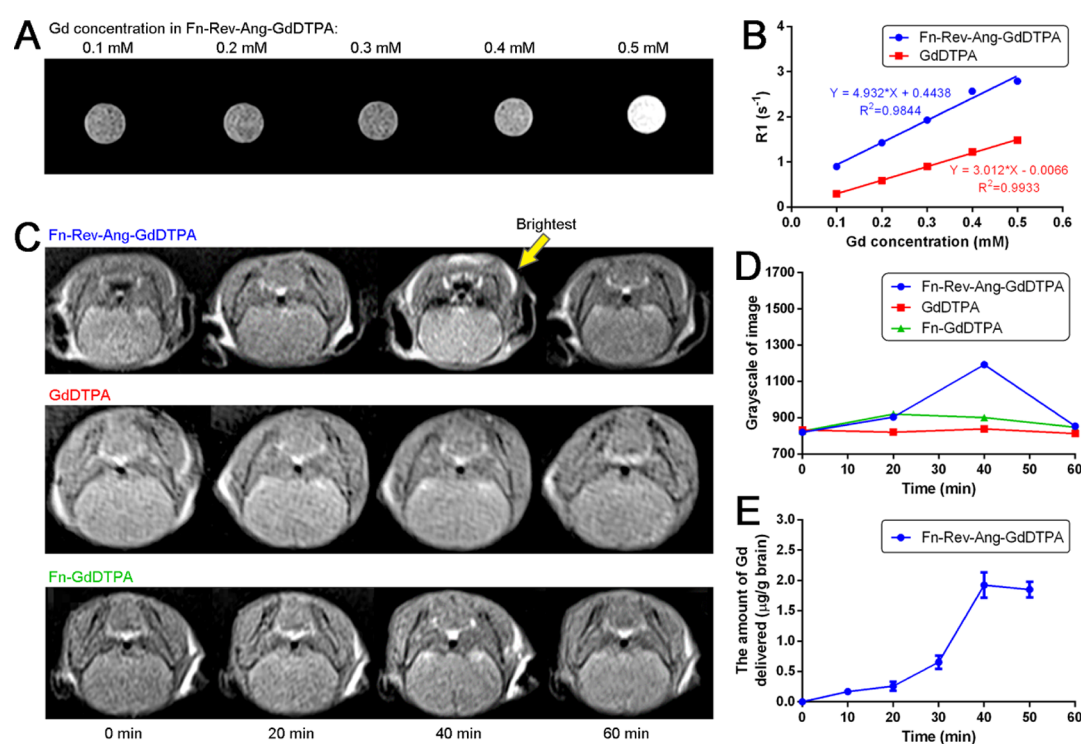 A
Gd concentration in Fn-Rev-Ang-GdDTPA:
0.1 mM 0.2 mM 0.3 mM 0.4 mM 0.5 mM
B
Fn-Rev-Ang-GdDTPA
GdDTPA
Y = 4.932*X + 0.4438
R²=0.9844
Y = 3.012*X - 0.0066
R²=0.9933
R1 (s⁻¹)
4
3
2
1
0
0.0 0.1 0.2 0.3 0.4 0.5 0.6
Gd concentration (mM)
C
Fn-Rev-Ang-GdDTPA
Brightest
GdDTPA
Fn-GdDTPA
0 min 20 min 40 min 60 min
D
Fn-Rev-Ang-GdDTPA
GdDTPA
Fn-GdDTPA
Grayscale of image
1700
1500
1300
1100
900
700
0 10 20 30 40 50 60
Time (min)
E
Fn-Rev-Ang-GdDTPA
The amount of Gd
delivered (μg/g brain)
3.0
2.5
2.0
1.5
1.0
0.5
0.0
0 10 20 30 40 50 60
Time (min)